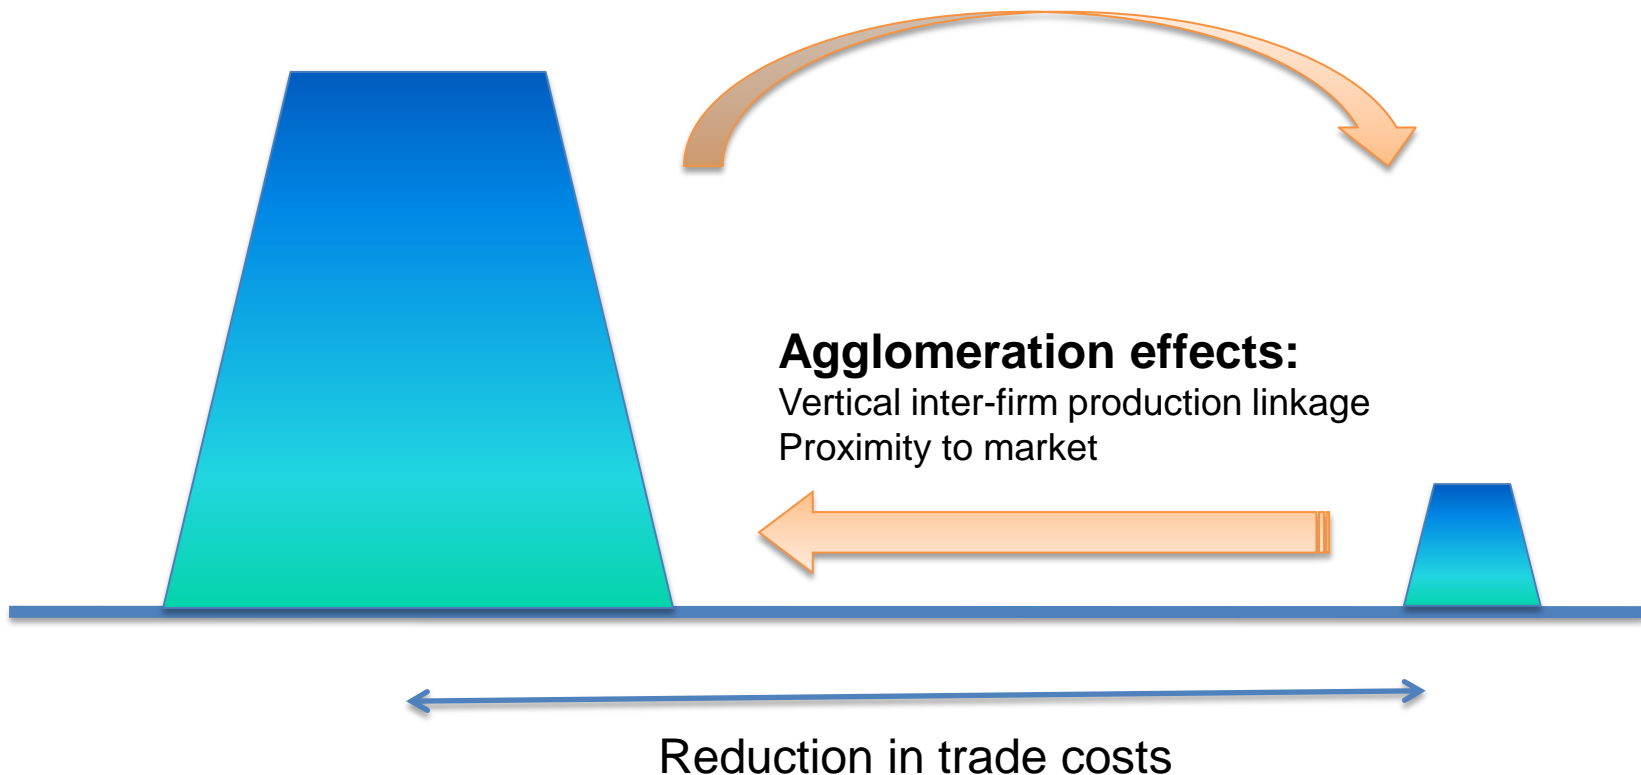 Agglomeration effects:
Vertical inter-firm production linkage
Proximity to market
Reduction in trade costs